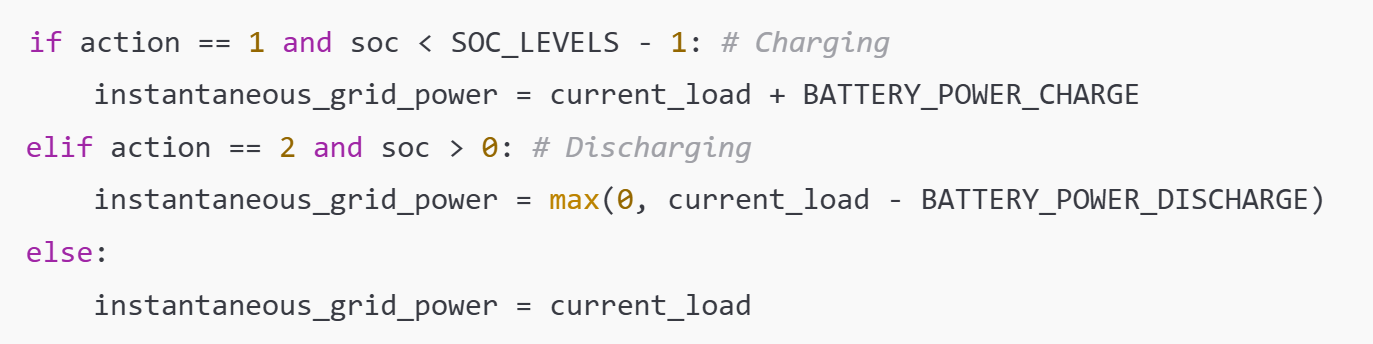 if action == 1 and soc < SOC_LEVELS - 1: # Charging
    instantaneous_grid_power = current_load + BATTERY_POWER_CHARGE
elif action == 2 and soc > 0: # Discharging
    instantaneous_grid_power = max(0, current_load - BATTERY_POWER_DISCHARGE)
else:
    instantaneous_grid_power = current_load